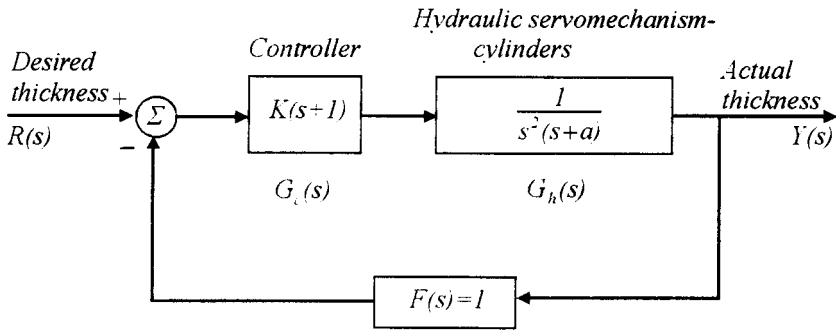 Hydraulic servomechanism-
cylinders
Controller
Desired
thickness
Actual
thickness
+
Σ
−
K(s+1)
1
s²(s+a)
R(s)
Y(s)
G_c(s)
G_h(s)
F(s)=1